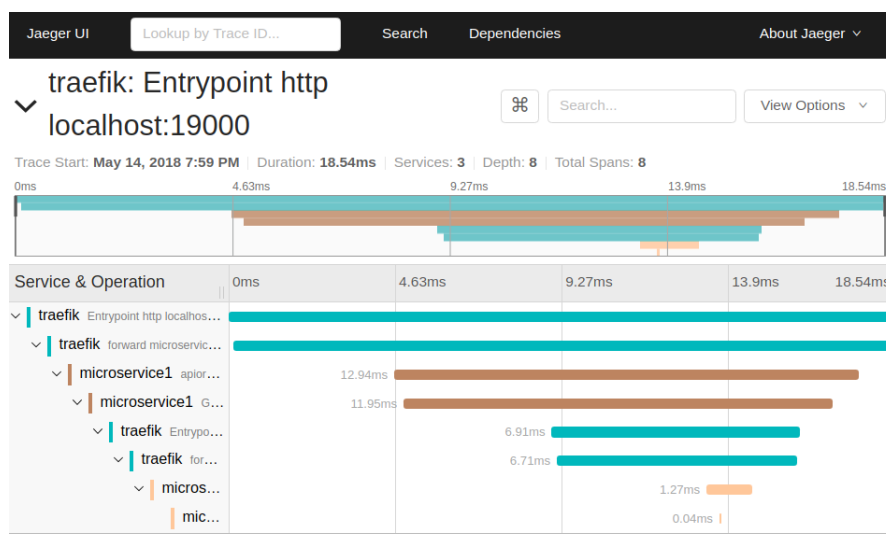 Jaeger UI Lookup by Trace ID... Search Dependencies About Jaeger
traefik: Entrypoint http
localhost:19000
⌘ Search... View Options
Trace Start: May 14, 2018 7:59 PM | Duration: 18.54ms | Services: 3 | Depth: 8 | Total Spans: 8
0ms 4.63ms 9.27ms 13.9ms 18.54ms
Service & Operation 0ms 4.63ms 9.27ms 13.9ms 18.54ms
traefik Entrypoint http localhos…
traefik forward microservic…
microservice1 apior… 12.94ms
microservice1 G… 11.95ms
traefik Entrypo… 6.91ms
traefik for… 6.71ms
micros… 1.27ms
mic… 0.04ms